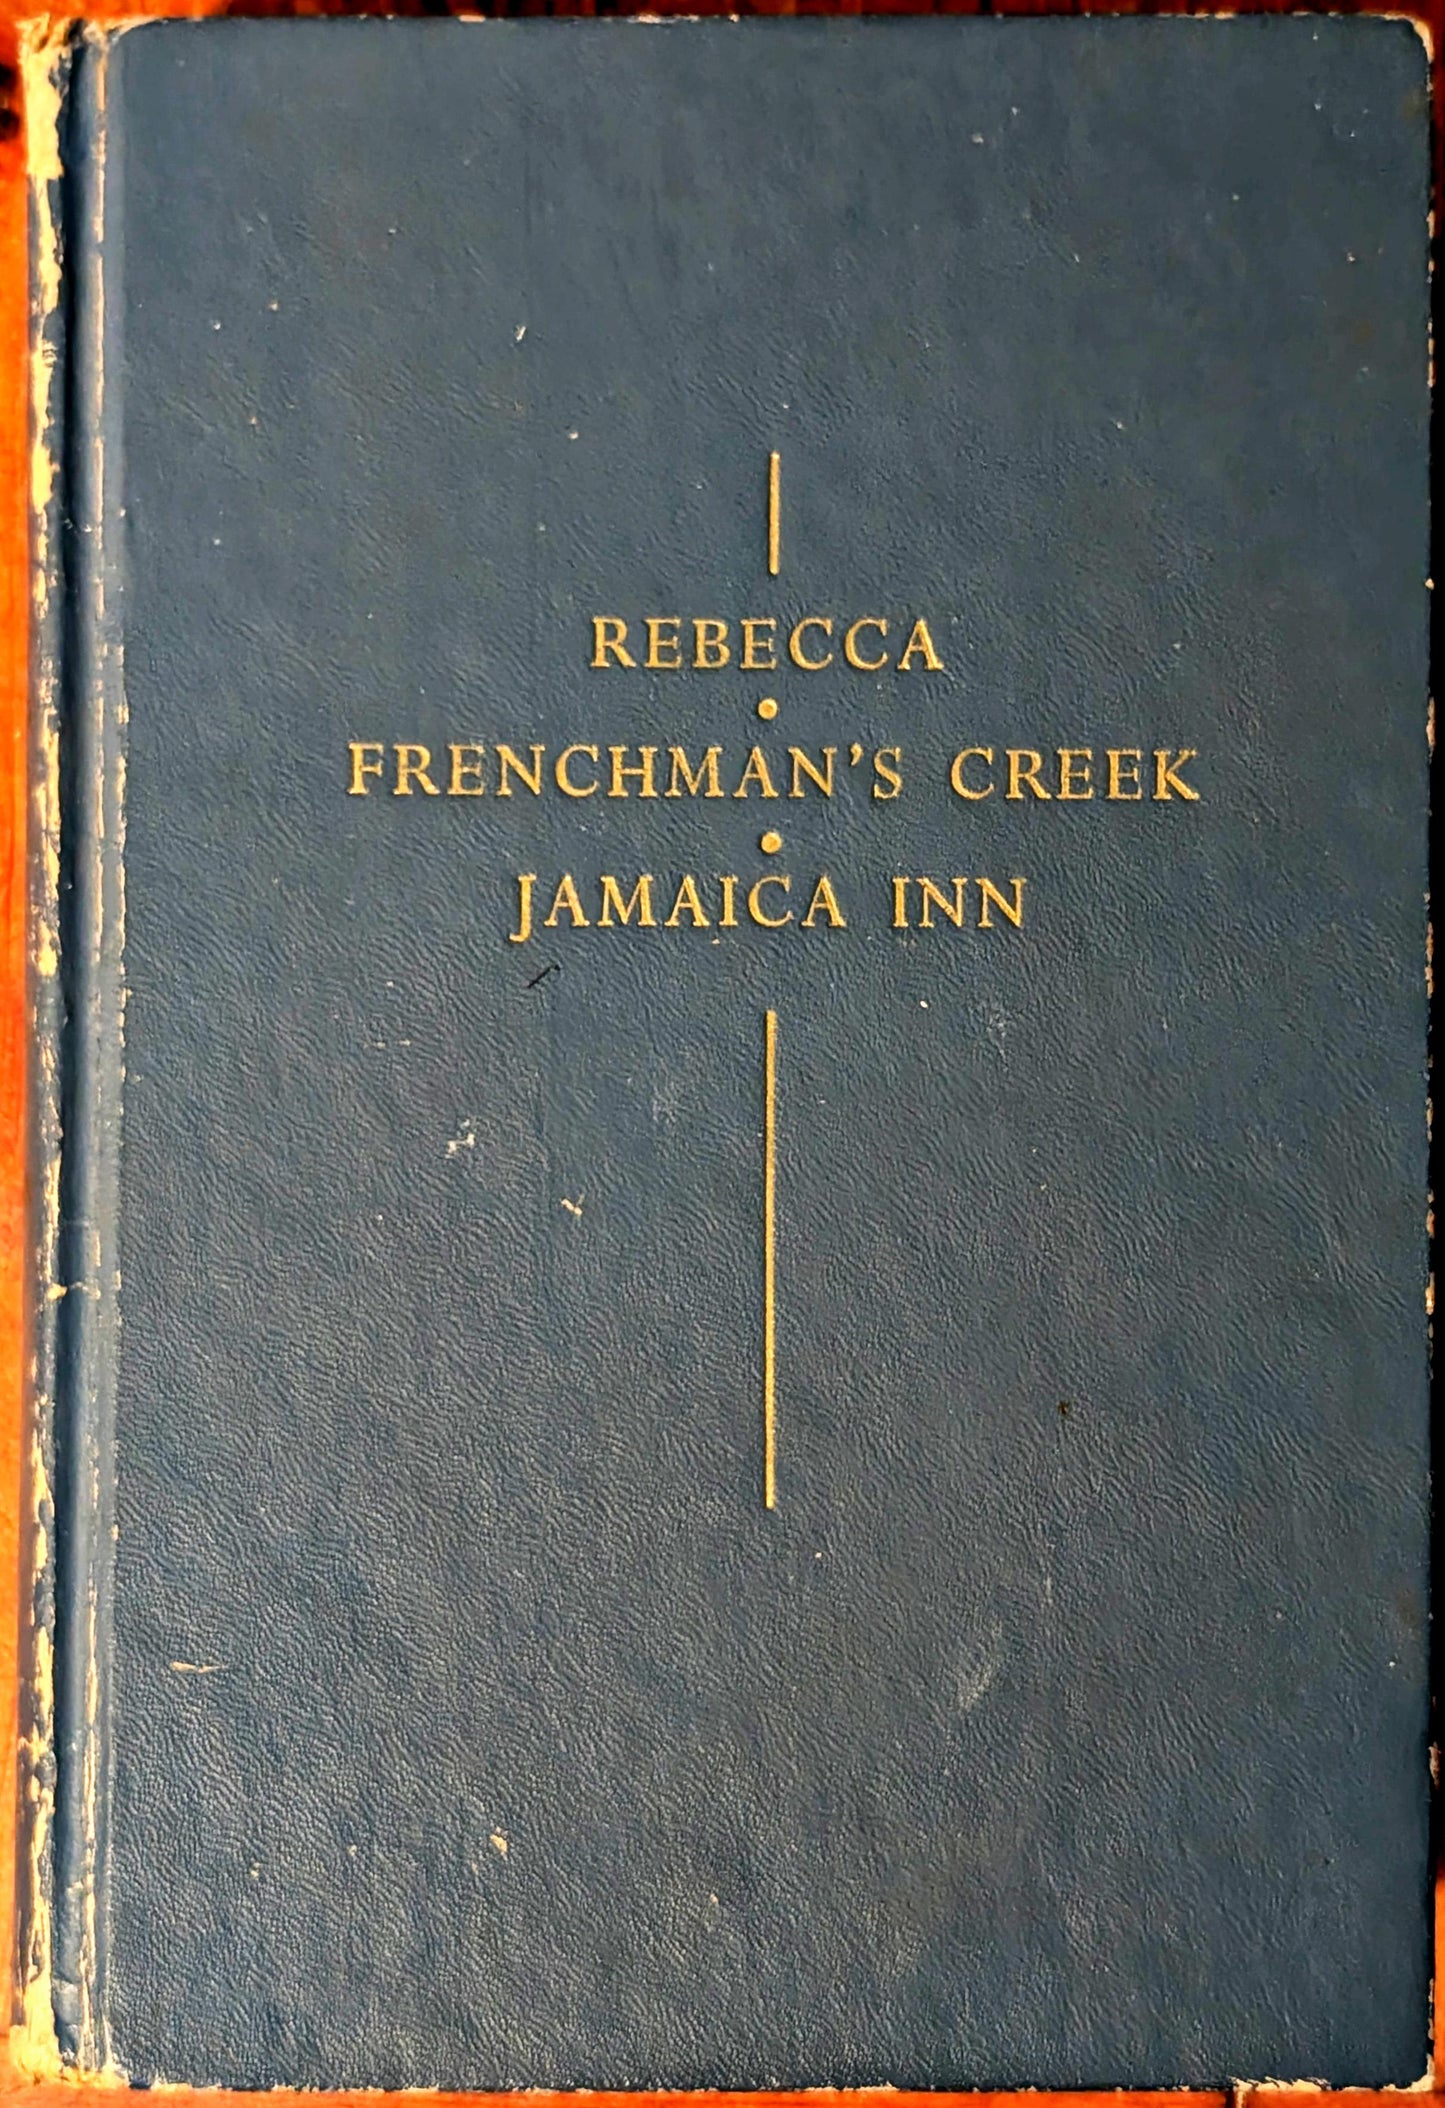 REBECCA
•
FRENCHMAN’S CREEK
•
JAMAICA INN